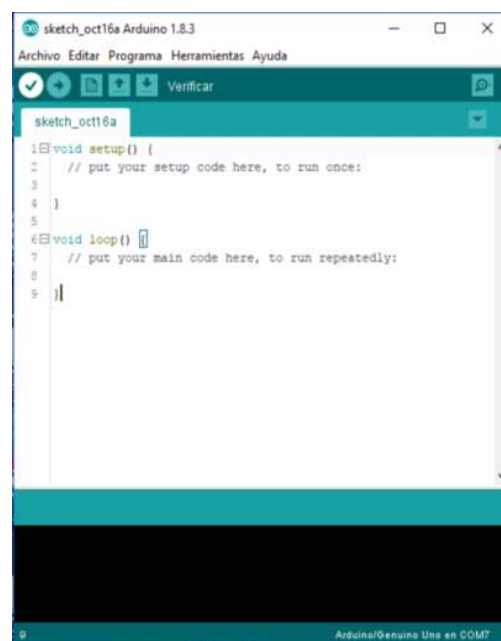 sketch_oct16a Arduino 1.8.3
Archivo Editar Programa Herramientas Ayuda
Verificar
sketch_oct16a
1 void setup() {
2 // put your setup code here, to run once:
3
4 }
5
6 void loop() {
7 // put your main code here, to run repeatedly:
8
9 }
9
Arduino/Genuino Uno en COM7